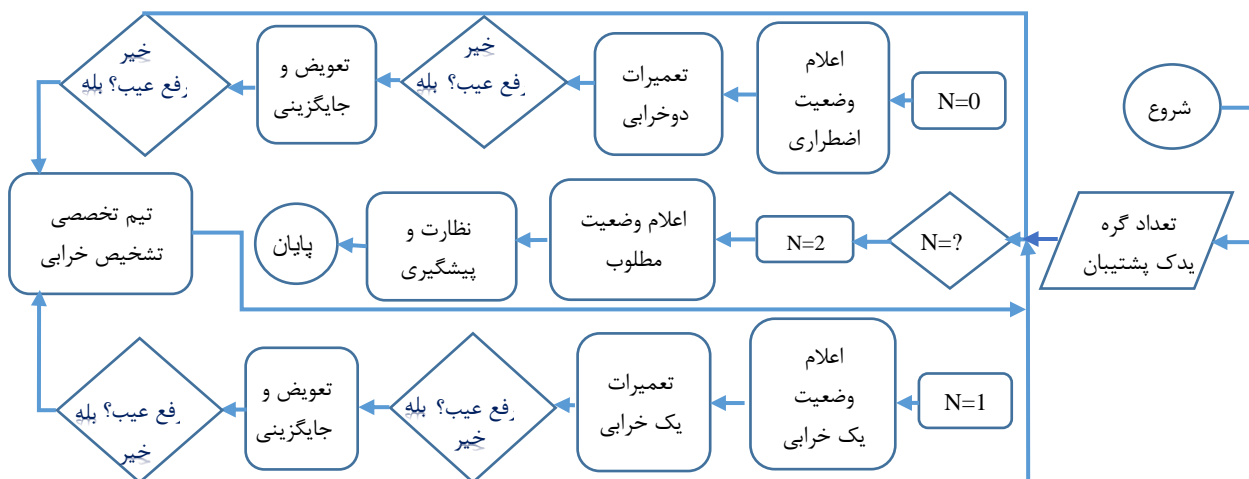 شروع
تعداد گره
یدک پشتیبان
N=?
N=0
اعلام
وضعیت
اضطراری
تعمیرات
دوخرابی
خیر
رفع عیب؟ بله
تعویض و
جایگزینی
خیر
رفع عیب؟ بله
تیم تخصصی
تشخیص خرابی
N=2
اعلام وضعیت
مطلوب
نظارت و
پیشگیری
پایان
N=1
اعلام
وضعیت
یک خرابی
تعمیرات
یک خرابی
رفع عیب؟ بله
خیر
تعویض و
جایگزینی
رفع عیب؟ بله
خیر